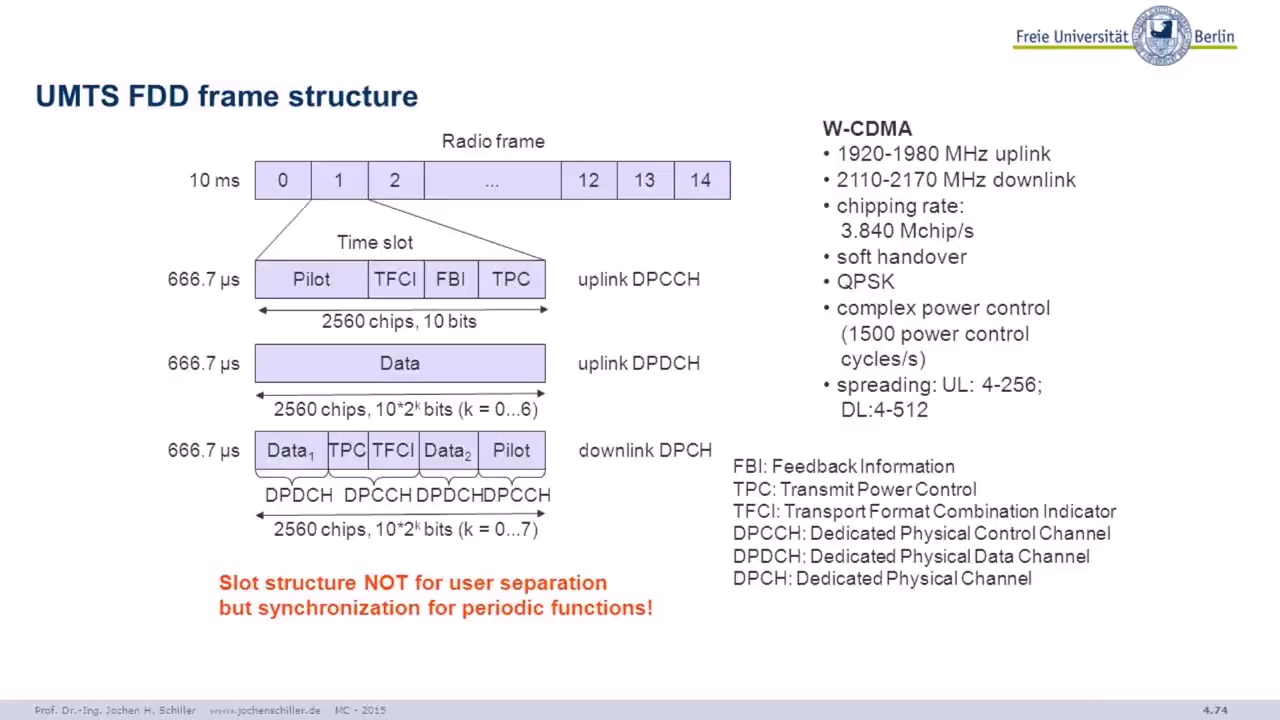 Freie Universität Berlin
UMTS FDD frame structure
Radio frame
10 ms 0 1 2 ... 12 13 14
Time slot
666.7 µs Pilot TFCI FBI TPC uplink DPCCH
2560 chips, 10 bits
666.7 µs Data uplink DPDCH
2560 chips, 10*2ᵏ bits (k = 0...6)
666.7 µs Data₁ TPC TFCI Data₂ Pilot downlink DPCH
DPDCH DPCCH DPDCH DPCCH
2560 chips, 10*2ᵏ bits (k = 0...7)
Slot structure NOT for user separation
but synchronization for periodic functions!
W-CDMA
• 1920-1980 MHz uplink
• 2110-2170 MHz downlink
• chipping rate:
3.840 Mchip/s
• soft handover
• QPSK
• complex power control
(1500 power control
cycles/s)
• spreading: UL: 4-256;
DL:4-512
FBI: Feedback Information
TPC: Transmit Power Control
TFCI: Transport Format Combination Indicator
DPCCH: Dedicated Physical Control Channel
DPDCH: Dedicated Physical Data Channel
DPCH: Dedicated Physical Channel
Prof. Dr.-Ing. Jochen H. Schiller www.jochenschiller.de MC - 2015 4.74